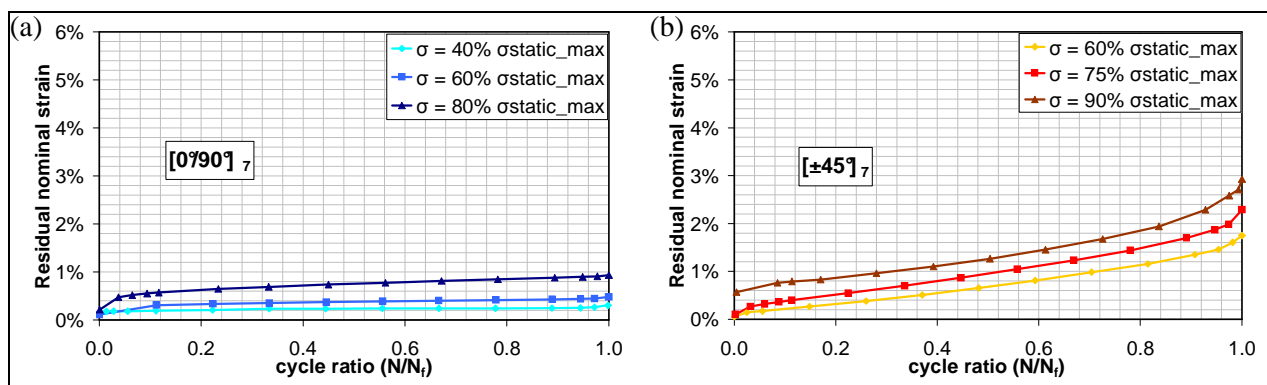 (a)
6%
5%
4%
3%
2%
1%
0%
Residual nominal strain
σ = 40% σstatic_max
σ = 60% σstatic_max
σ = 80% σstatic_max
[0°/90°] 7
0.0 0.2 0.4 0.6 0.8 1.0
cycle ratio (N/Nf)
(b)
6%
5%
4%
3%
2%
1%
0%
Residual nominal strain
σ = 60% σstatic_max
σ = 75% σstatic_max
σ = 90% σstatic_max
[±45°] 7
0.0 0.2 0.4 0.6 0.8 1.0
cycle ratio (N/Nf)